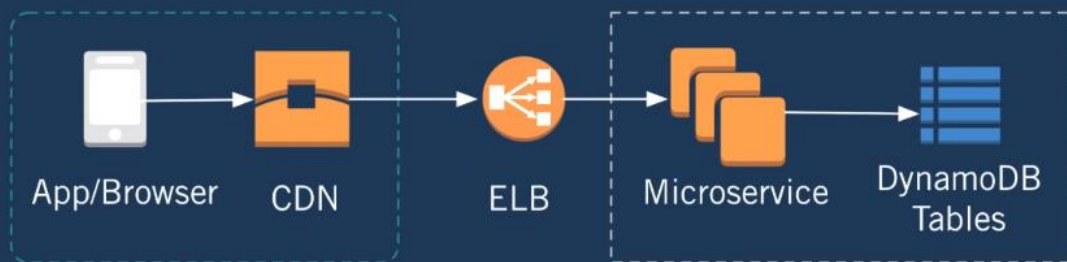 App/Browser
CDN
ELB
Microservice
DynamoDB
Tables